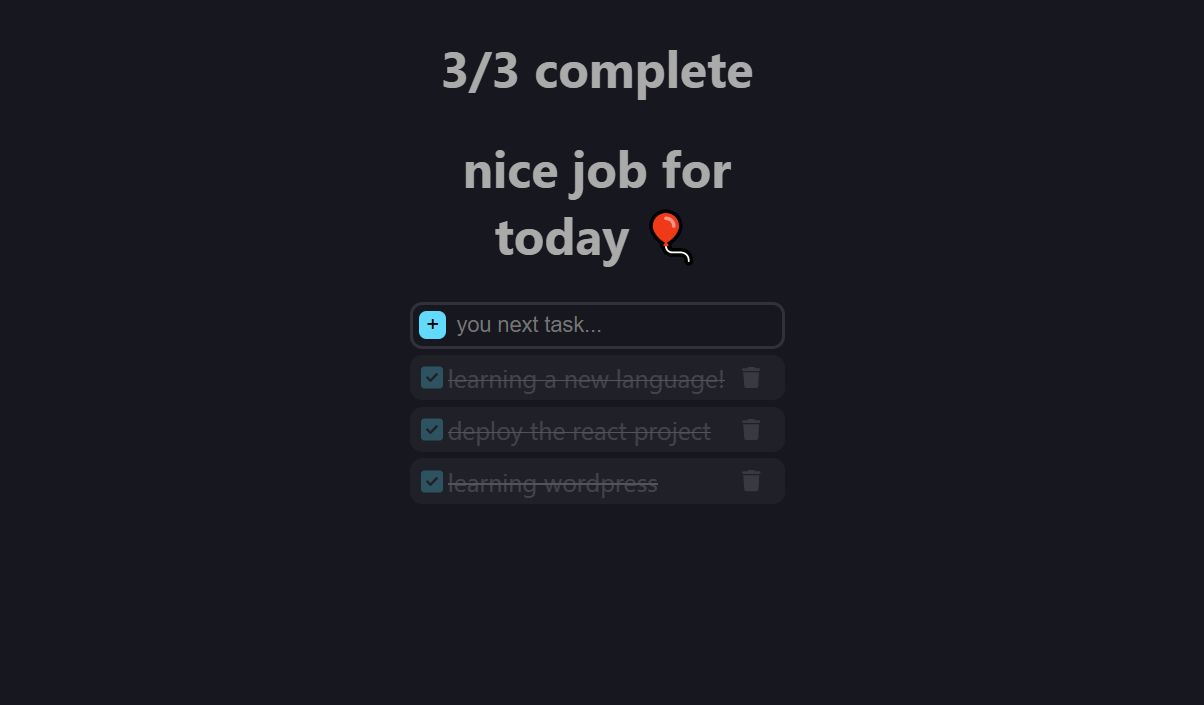 3/3 complete
nice job for
today 🎈
you next task...
learning a new language!
deploy the react project
learning wordpress